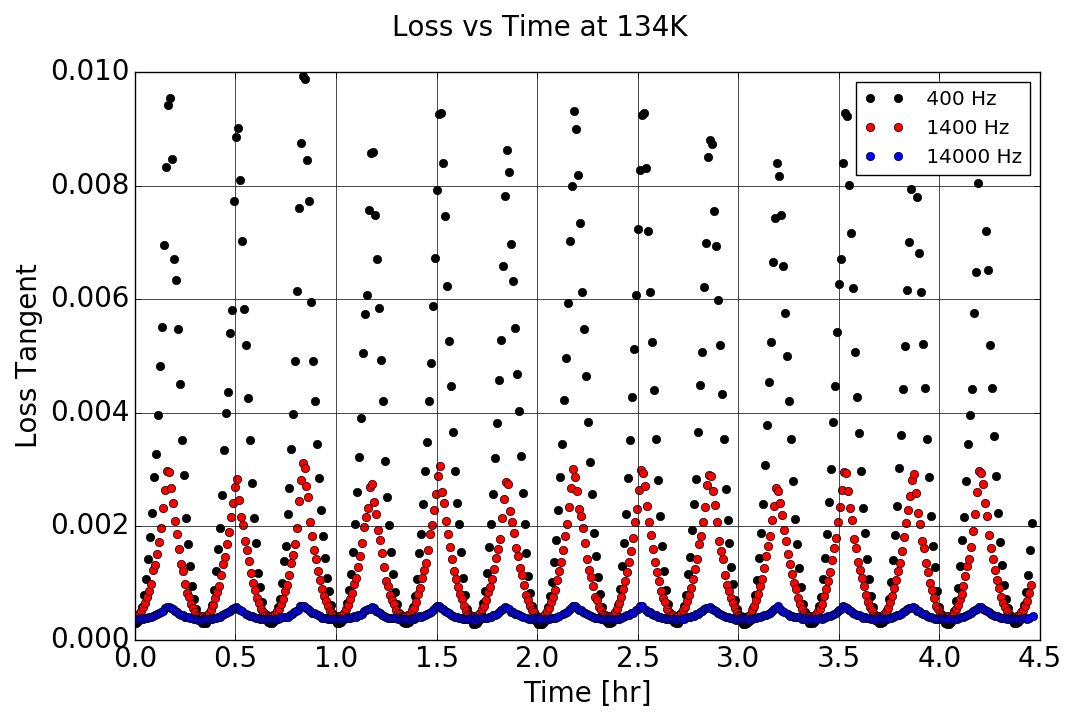 Loss vs Time at 134K
0.010
0.008
0.006
0.004
0.002
0.000
Loss Tangent
400 Hz
1400 Hz
14000 Hz
0.0 0.5 1.0 1.5 2.0 2.5 3.0 3.5 4.0 4.5
Time [hr]